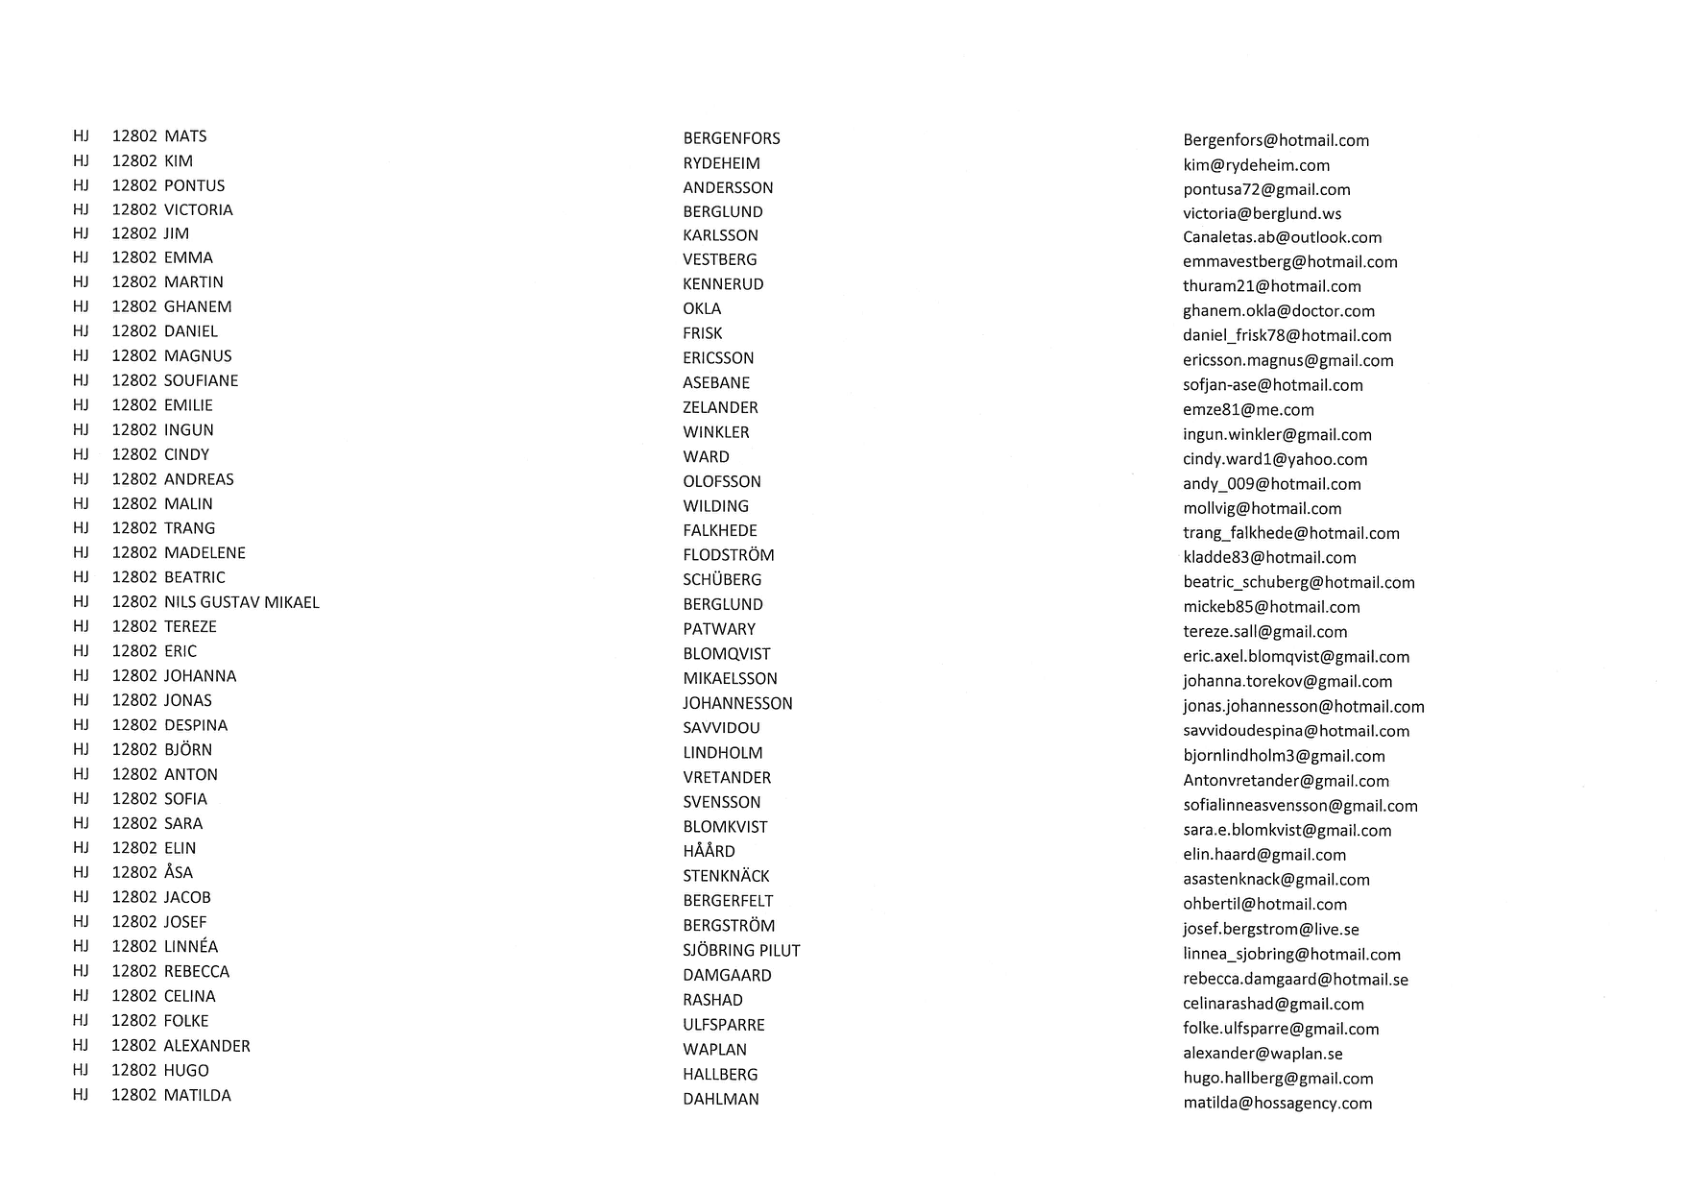 HJ 12802 MATS BERGENFORS Bergenfors@hotmail.com
HJ 12802 KIM RYDEHEIM kim@rydeheim.com
HJ 12802 PONTUS ANDERSSON pontusa72@gmail.com
HJ 12802 VICTORIA BERGLUND victoria@berglund.ws
HJ 12802 JIM KARLSSON Canaletas.ab@outlook.com
HJ 12802 EMMA VESTBERG emmavestberg@hotmail.com
HJ 12802 MARTIN KENNERUD thuram21@hotmail.com
HJ 12802 GHANEM OKLA ghanem.okla@doctor.com
HJ 12802 DANIEL FRISK daniel_frisk78@hotmail.com
HJ 12802 MAGNUS ERICSSON ericsson.magnus@gmail.com
HJ 12802 SOUFIANE ASEBANE sofjan-ase@hotmail.com
HJ 12802 EMILIE ZELANDER emze81@me.com
HJ 12802 INGUN WINKLER ingun.winkler@gmail.com
HJ 12802 CINDY WARD cindy.ward1@yahoo.com
HJ 12802 ANDREAS OLOFSSON andy_009@hotmail.com
HJ 12802 MALIN WILDING mollvig@hotmail.com
HJ 12802 TRANG FALKHEDE trang_falkhede@hotmail.com
HJ 12802 MADELENE FLODSTRÖM kladde83@hotmail.com
HJ 12802 BEATRIC SCHÜBERG beatric_schuberg@hotmail.com
HJ 12802 NILS GUSTAV MIKAEL BERGLUND mickeb85@hotmail.com
HJ 12802 TEREZE PATWARY tereze.sall@gmail.com
HJ 12802 ERIC BLOMQVIST eric.axel.blomqvist@gmail.com
HJ 12802 JOHANNA MIKAELSSON johanna.torekov@gmail.com
HJ 12802 JONAS JOHANNESSON jonas.johannesson@hotmail.com
HJ 12802 DESPINA SAVVIDOU savvidoudespina@hotmail.com
HJ 12802 BJÖRN LINDHOLM bjornlindholm3@gmail.com
HJ 12802 ANTON VRETANDER Antonvretander@gmail.com
HJ 12802 SOFIA SVENSSON sofialinneasvensson@gmail.com
HJ 12802 SARA BLOMKVIST sara.e.blomkvist@gmail.com
HJ 12802 ELIN HÅÅRD elin.haard@gmail.com
HJ 12802 ÅSA STENKNÄCK asastenknack@gmail.com
HJ 12802 JACOB BERGERFELT ohbertil@hotmail.com
HJ 12802 JOSEF BERGSTRÖM josef.bergstrom@live.se
HJ 12802 LINNÉA SJÖBRING PILUT linnea_sjobring@hotmail.com
HJ 12802 REBECCA DAMGAARD rebecca.damgaard@hotmail.se
HJ 12802 CELINA RASHAD celinarashad@gmail.com
HJ 12802 FOLKE ULFSPARRE folke.ulfsparre@gmail.com
HJ 12802 ALEXANDER WAPLAN alexander@waplan.se
HJ 12802 HUGO HALLBERG hugo.hallberg@gmail.com
HJ 12802 MATILDA DAHLMAN matilda@hossagency.com